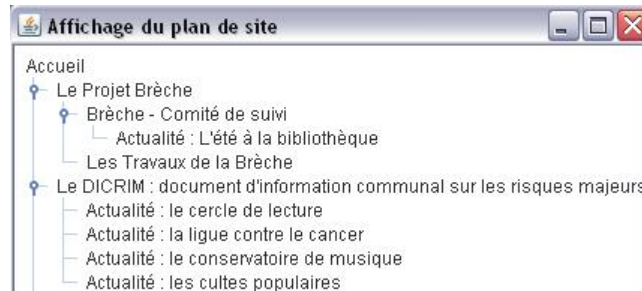 Affichage du plan de site
Accueil
Le Projet Brèche
Brèche - Comité de suivi
Actualité : L'été à la bibliothèque
Les Travaux de la Brèche
Le DICRIM : document d'information communal sur les risques majeurs
Actualité : le cercle de lecture
Actualité : la ligue contre le cancer
Actualité : le conservatoire de musique
Actualité : les cultes populaires